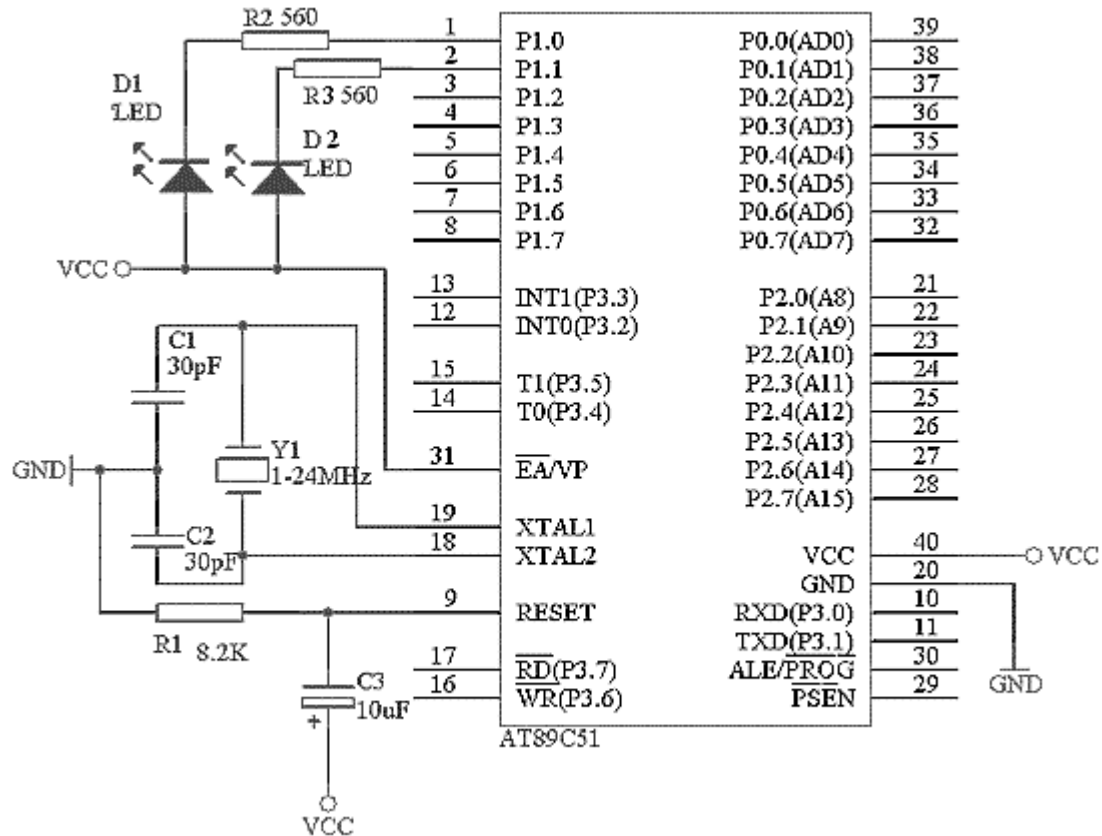 R2 560
R3 560
D1
LED
D2
LED
VCC
C1
30pF
GND
Y1
1-24MHz
C2
30pF
R1 8.2K
C3
10uF
+
VCC
1 P1.0
2 P1.1
3 P1.2
4 P1.3
5 P1.4
6 P1.5
7 P1.6
8 P1.7
13 INT1(P3.3)
12 INT0(P3.2)
15 T1(P3.5)
14 T0(P3.4)
31 EA/VP
19 XTAL1
18 XTAL2
9 RESET
17 RD(P3.7)
16 WR(P3.6)
P0.0(AD0) 39
P0.1(AD1) 38
P0.2(AD2) 37
P0.3(AD3) 36
P0.4(AD4) 35
P0.5(AD5) 34
P0.6(AD6) 33
P0.7(AD7) 32
P2.0(A8) 21
P2.1(A9) 22
P2.2(A10) 23
P2.3(A11) 24
P2.4(A12) 25
P2.5(A13) 26
P2.6(A14) 27
P2.7(A15) 28
VCC 40 VCC
GND 20
RXD(P3.0) 10
TXD(P3.1) 11
ALE/PROG 30
PSEN 29
GND
AT89C51